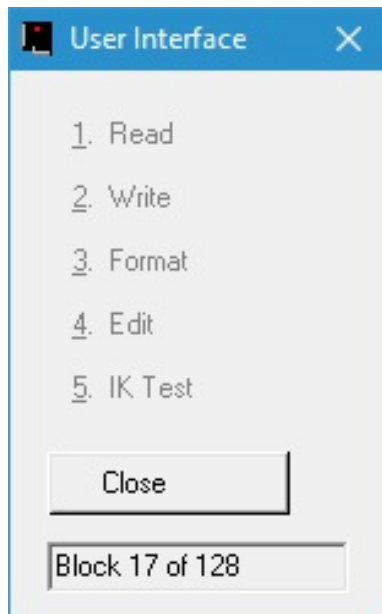 User Interface
1. Read
2. Write
3. Format
4. Edit
5. IK Test
Close
Block 17 of 128